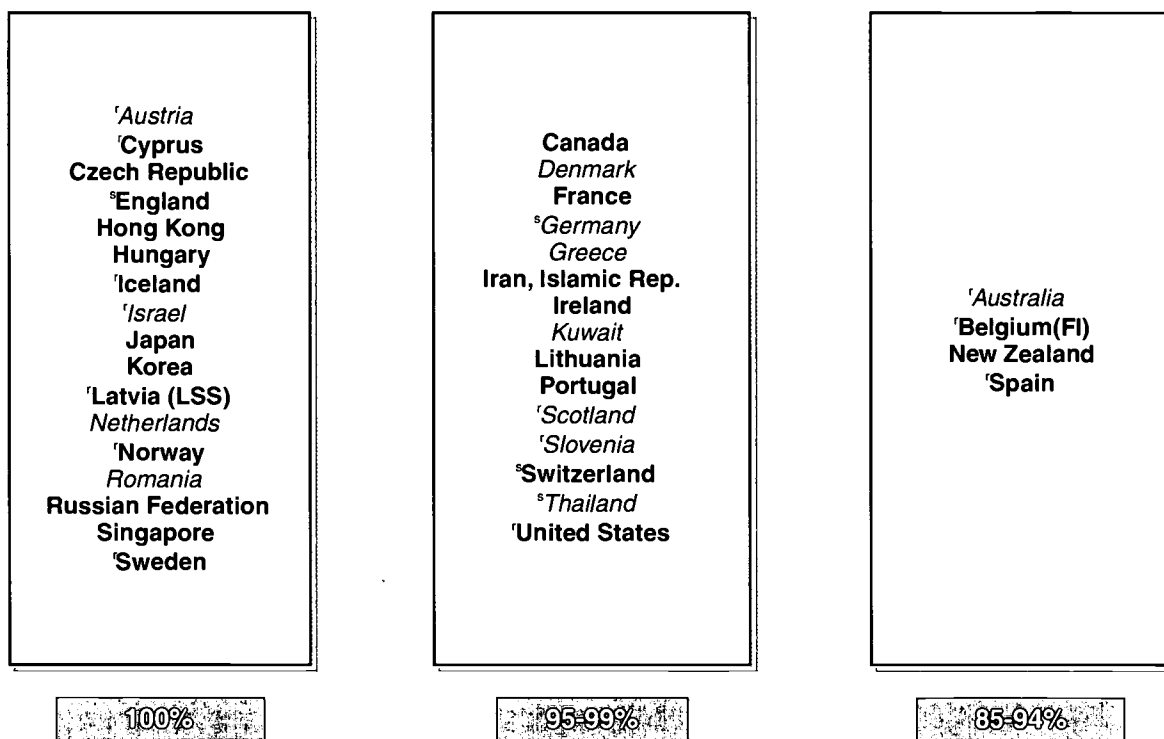 rAustria
rCyprus
Czech Republic
sEngland
Hong Kong
Hungary
rIceland
rIsrael
Japan
Korea
rLatvia (LSS)
Netherlands
rNorway
Romania
Russian Federation
Singapore
rSweden
100%
Canada
Denmark
France
sGermany
Greece
Iran, Islamic Rep.
Ireland
Kuwait
Lithuania
Portugal
rScotland
rSlovenia
sSwitzerland
sThailand
rUnited States
95-99%
rAustralia
rBelgium(Fl)
New Zealand
rSpain
85-94%